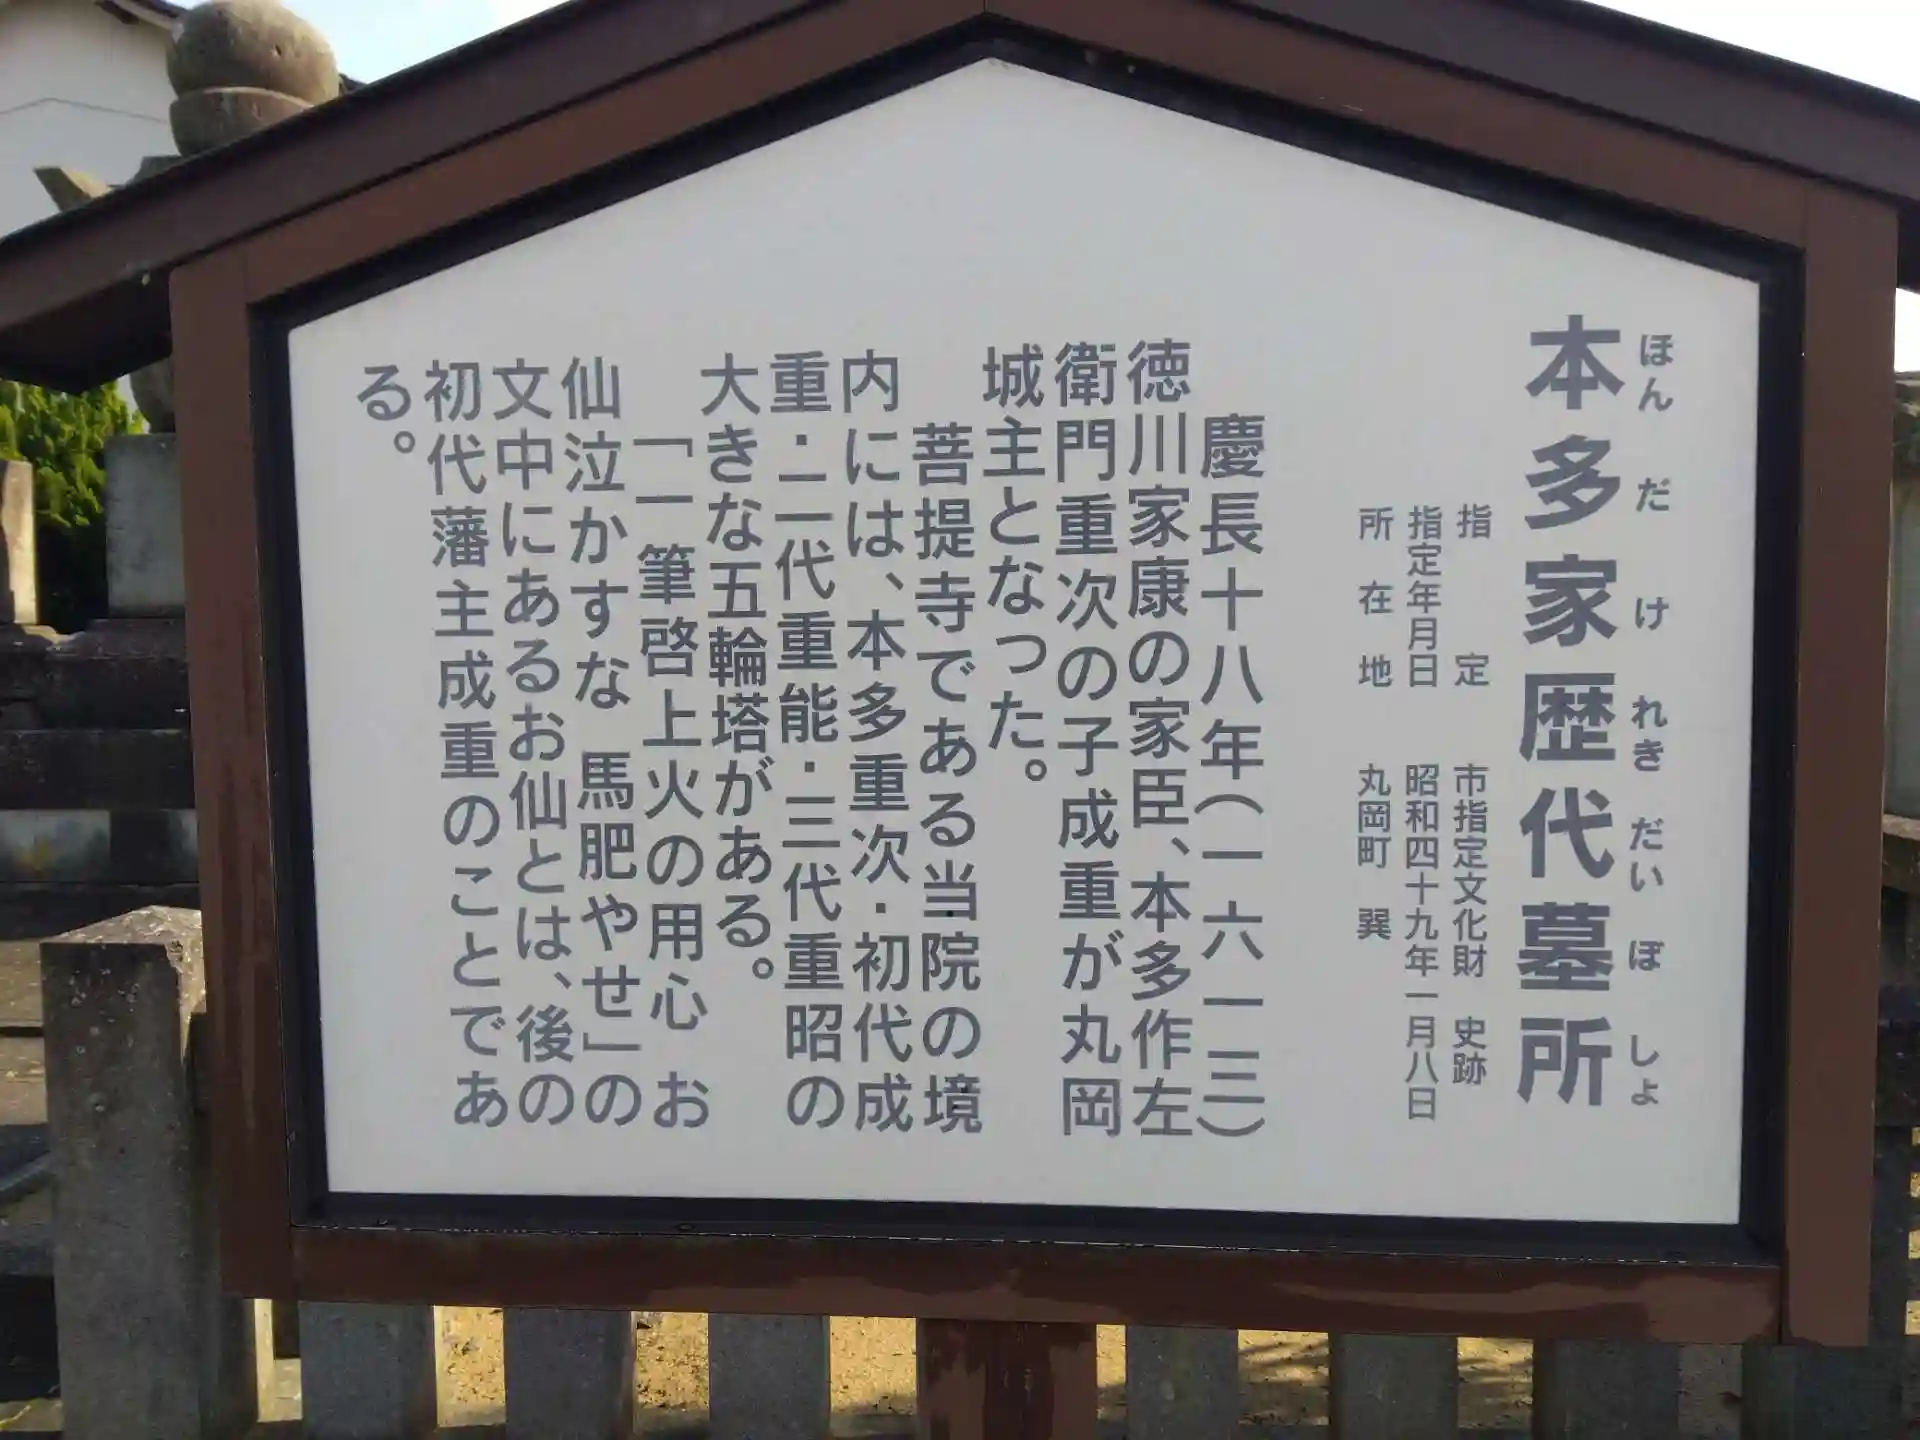 本多家歴代墓所
ほんだけれきだいぼしょ
指定 市指定文化財 史跡
指定年月日 昭和四十九年一月八日
所在地 丸岡町 巽
慶長十八年(一六一三)
徳川家康の家臣、本多作左
衛門重次の子成重が丸岡
城主となった。
菩提寺である当院の境
内には、本多重次・初代成
重・二代重能・三代重昭の
大きな五輪塔がある。
「一筆啓上火の用心 お
仙泣かすな 馬肥やせ」の
文中にあるお仙とは、後の
初代藩主成重のことであ
る。